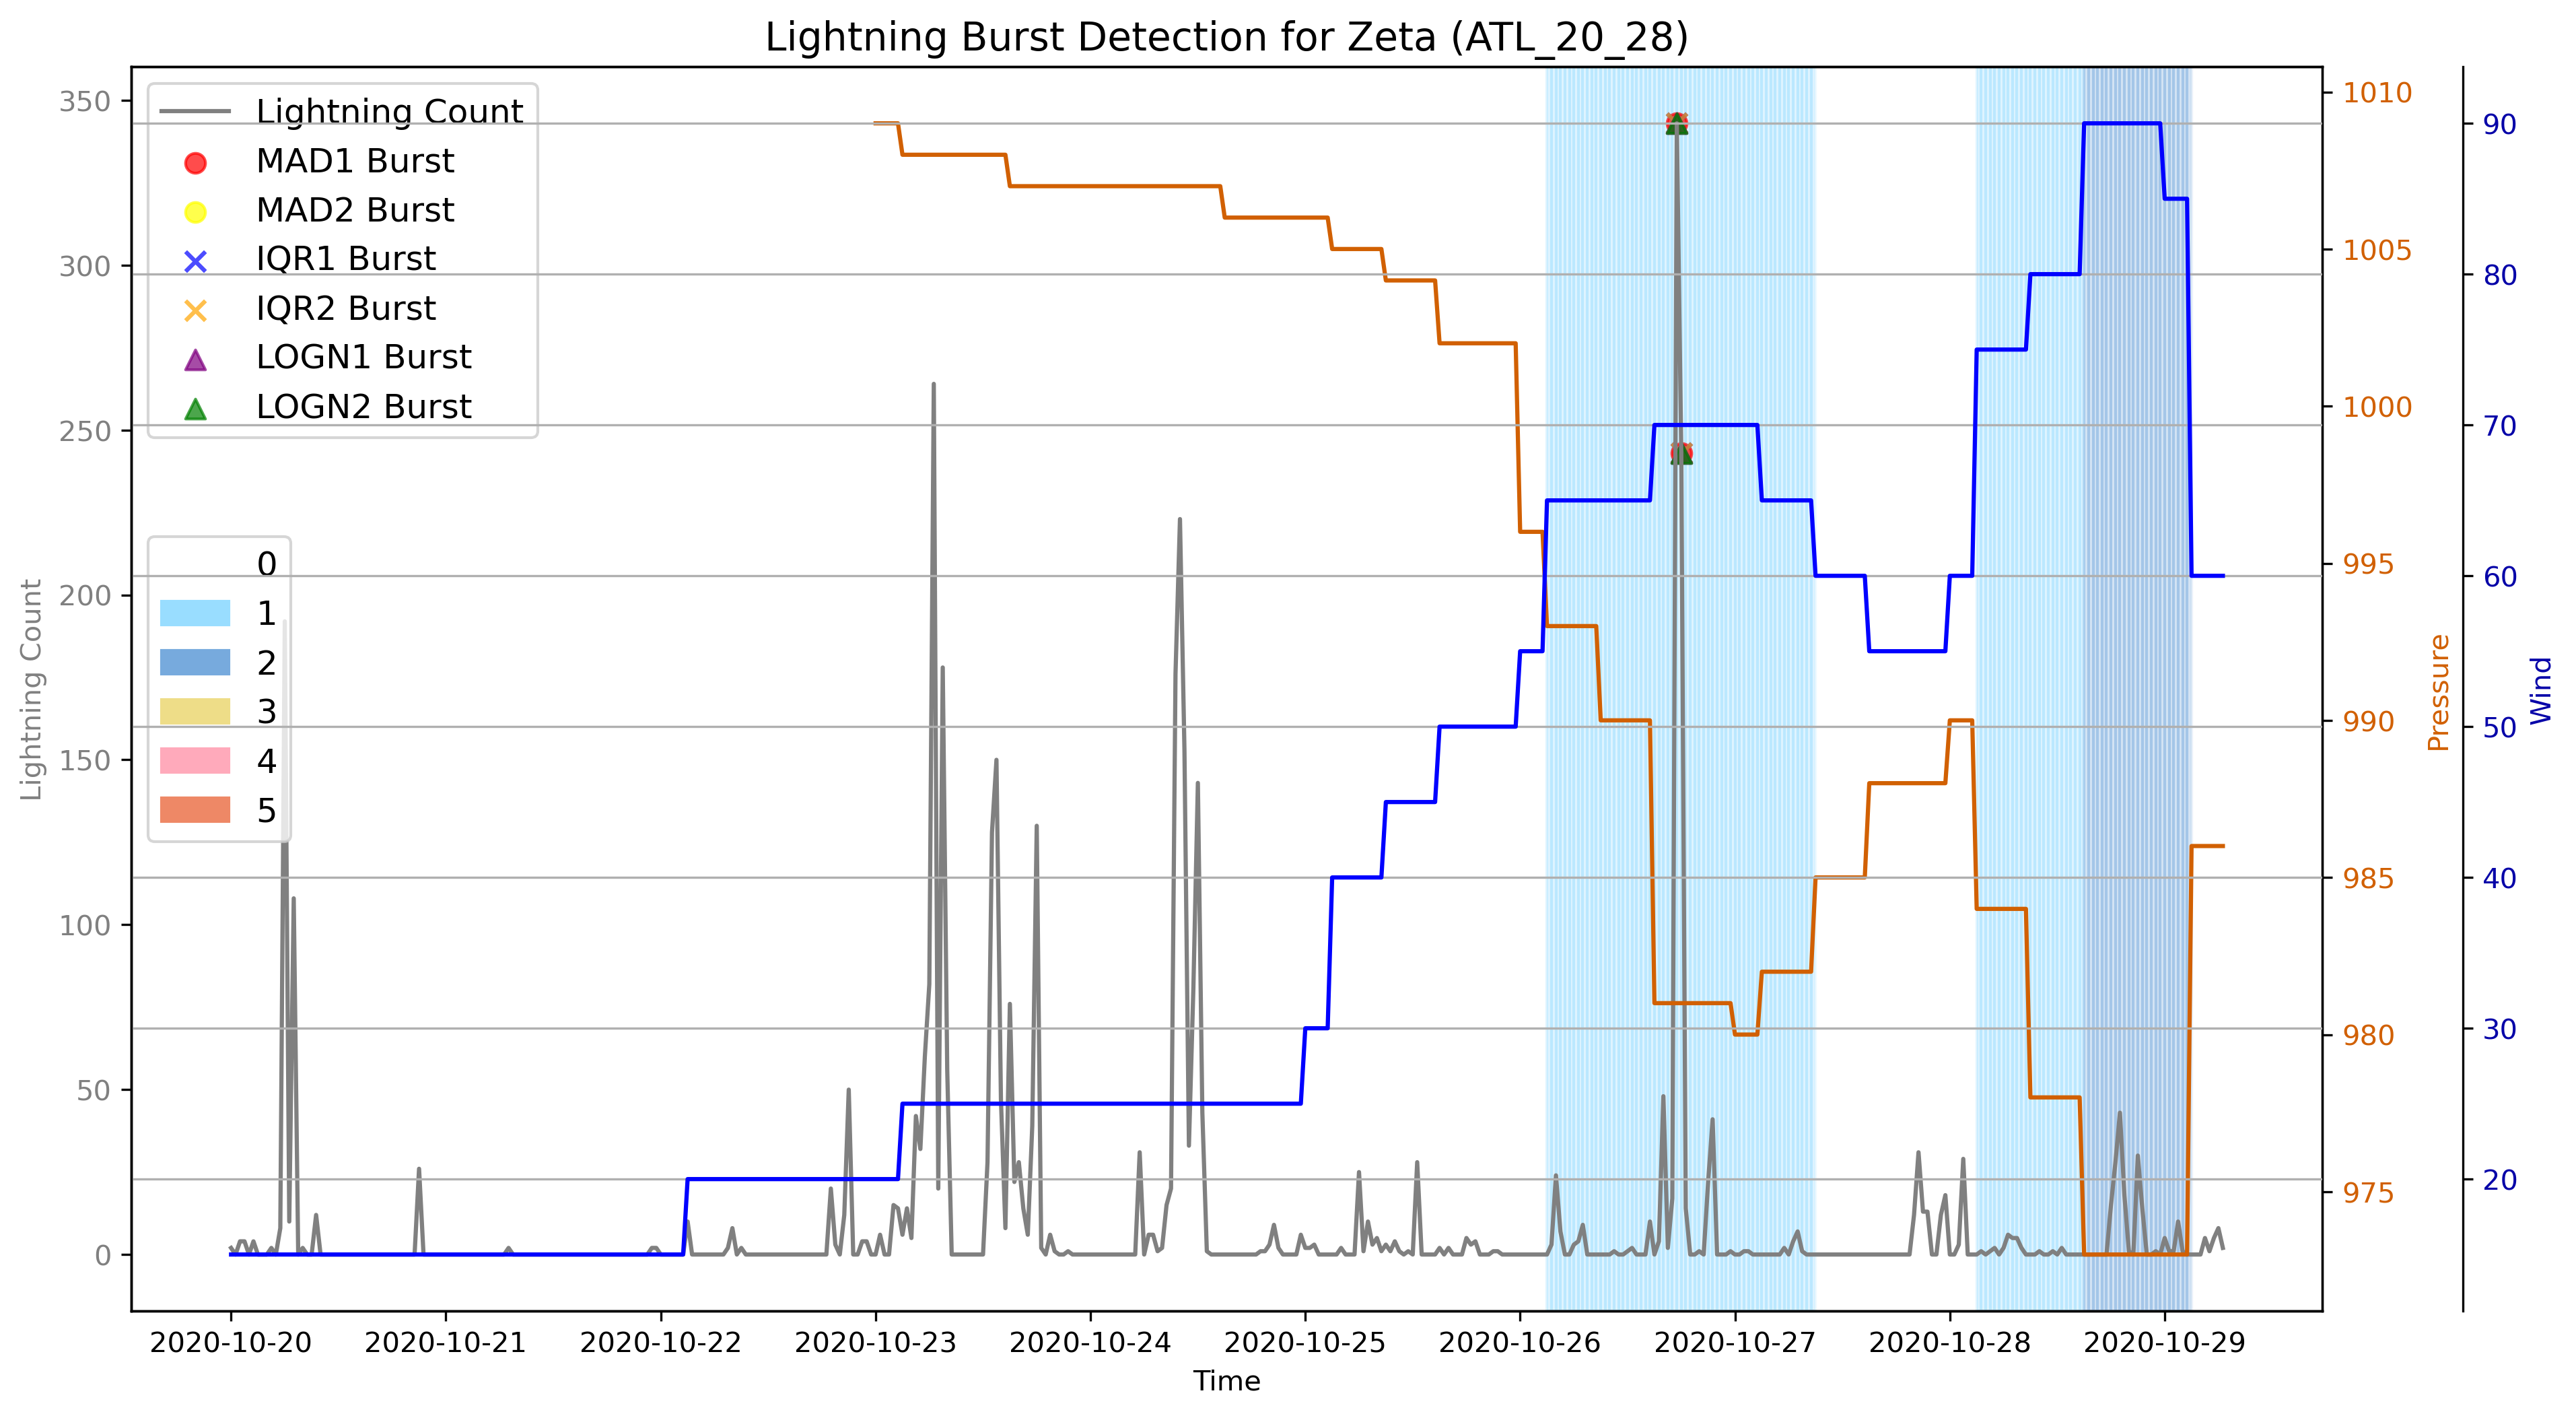 Lightning Burst Detection for Zeta (ATL_20_28)
Lightning Count
MAD1 Burst
MAD2 Burst
IQR1 Burst
IQR2 Burst
LOGN1 Burst
LOGN2 Burst
0
1
2
3
4
5
Lightning Count
350
300
250
200
150
100
50
0
1010
1005
1000
995
990
985
980
975
Pressure
90
80
70
60
50
40
30
20
Wind
2020-10-20 2020-10-21 2020-10-22 2020-10-23 2020-10-24 2020-10-25 2020-10-26 2020-10-27 2020-10-28 2020-10-29
Time